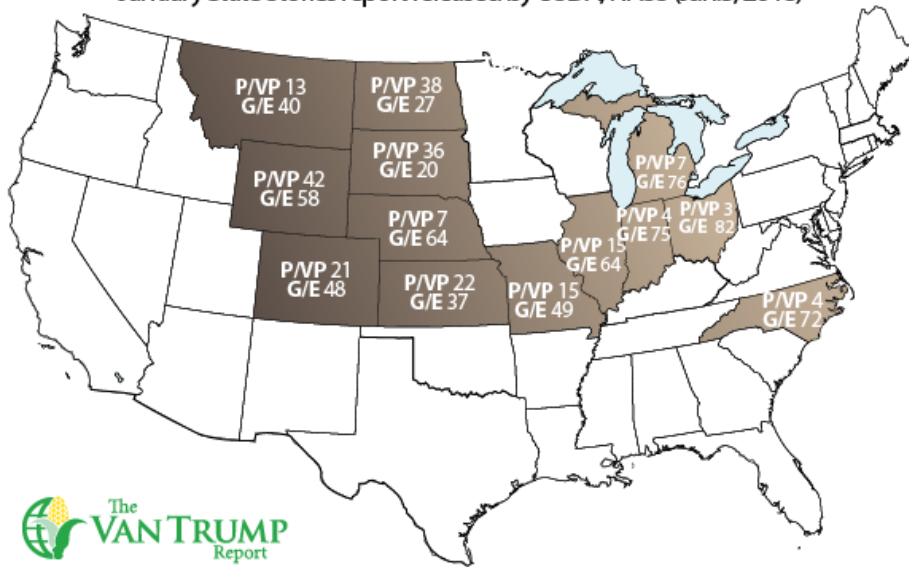 P/VP 13
G/E 40
P/VP 38
G/E 27
P/VP 36
G/E 20
P/VP 42
G/E 58
P/VP 7
G/E 76
P/VP 7
G/E 64
P/VP 4
G/E 75
P/VP 3
G/E 82
P/VP 15
G/E 64
P/VP 21
G/E 48
P/VP 22
G/E 37
P/VP 15
G/E 49
P/VP 4
G/E 72
The
VAN TRUMP
Report